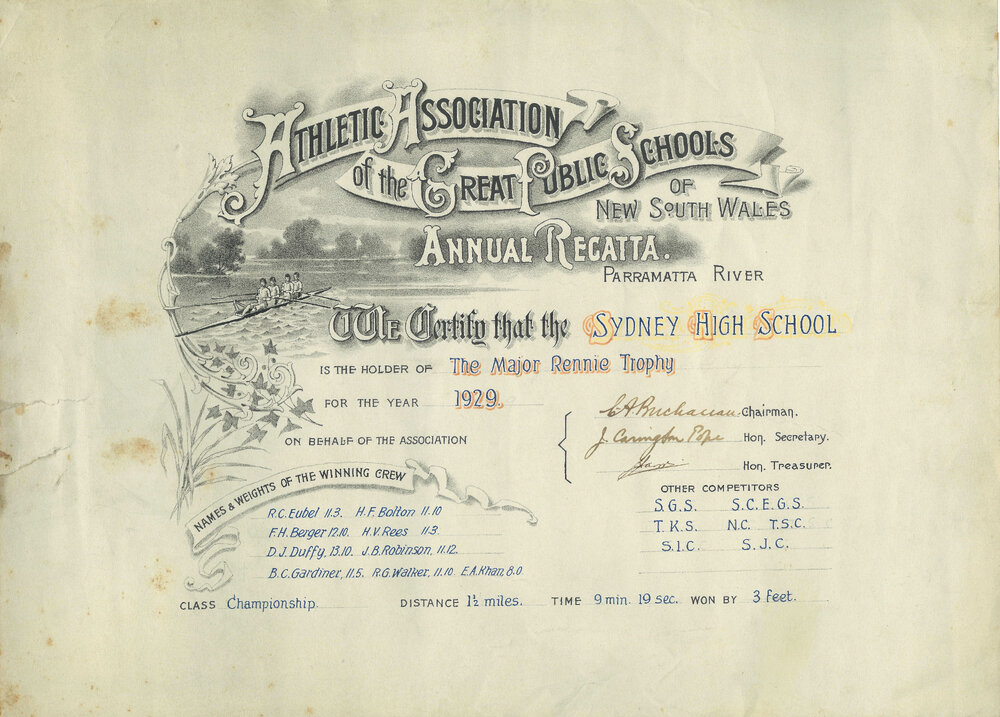 ATHLETIC ASSOCIATION
of the GREAT PUBLIC SCHOOLS
OF
NEW SOUTH WALES
ANNUAL REGATTA.
PARRAMATTA RIVER
We Certify that the SYDNEY HIGH SCHOOL
IS THE HOLDER OF The Major Rennie Trophy
FOR THE YEAR 1929.
C A Buchanan Chairman.
ON BEHALF OF THE ASSOCIATION
J. Carington Pope Hon. Secretary.
Hon. Treasurer.
NAMES & WEIGHTS OF THE WINNING CREW
R.C. Eubel 11.3. H.F. Bolton 11.10
F.H. Berger 12.10. H.V. Rees 11.3.
D.J. Duffy, 13.10. J.B. Robinson, 11.12.
B.C. Gardiner, 11.5. R.G. Walker, 11.10 E.A. Khan, 8.0.
OTHER COMPETITORS
S.G.S. S.C.E.G.S.
T.K.S. N.C. T.S.C.
S.I.C. S.J.C.
CLASS Championship. DISTANCE 1½ miles. TIME 9 min. 19 sec. WON BY 3 feet.